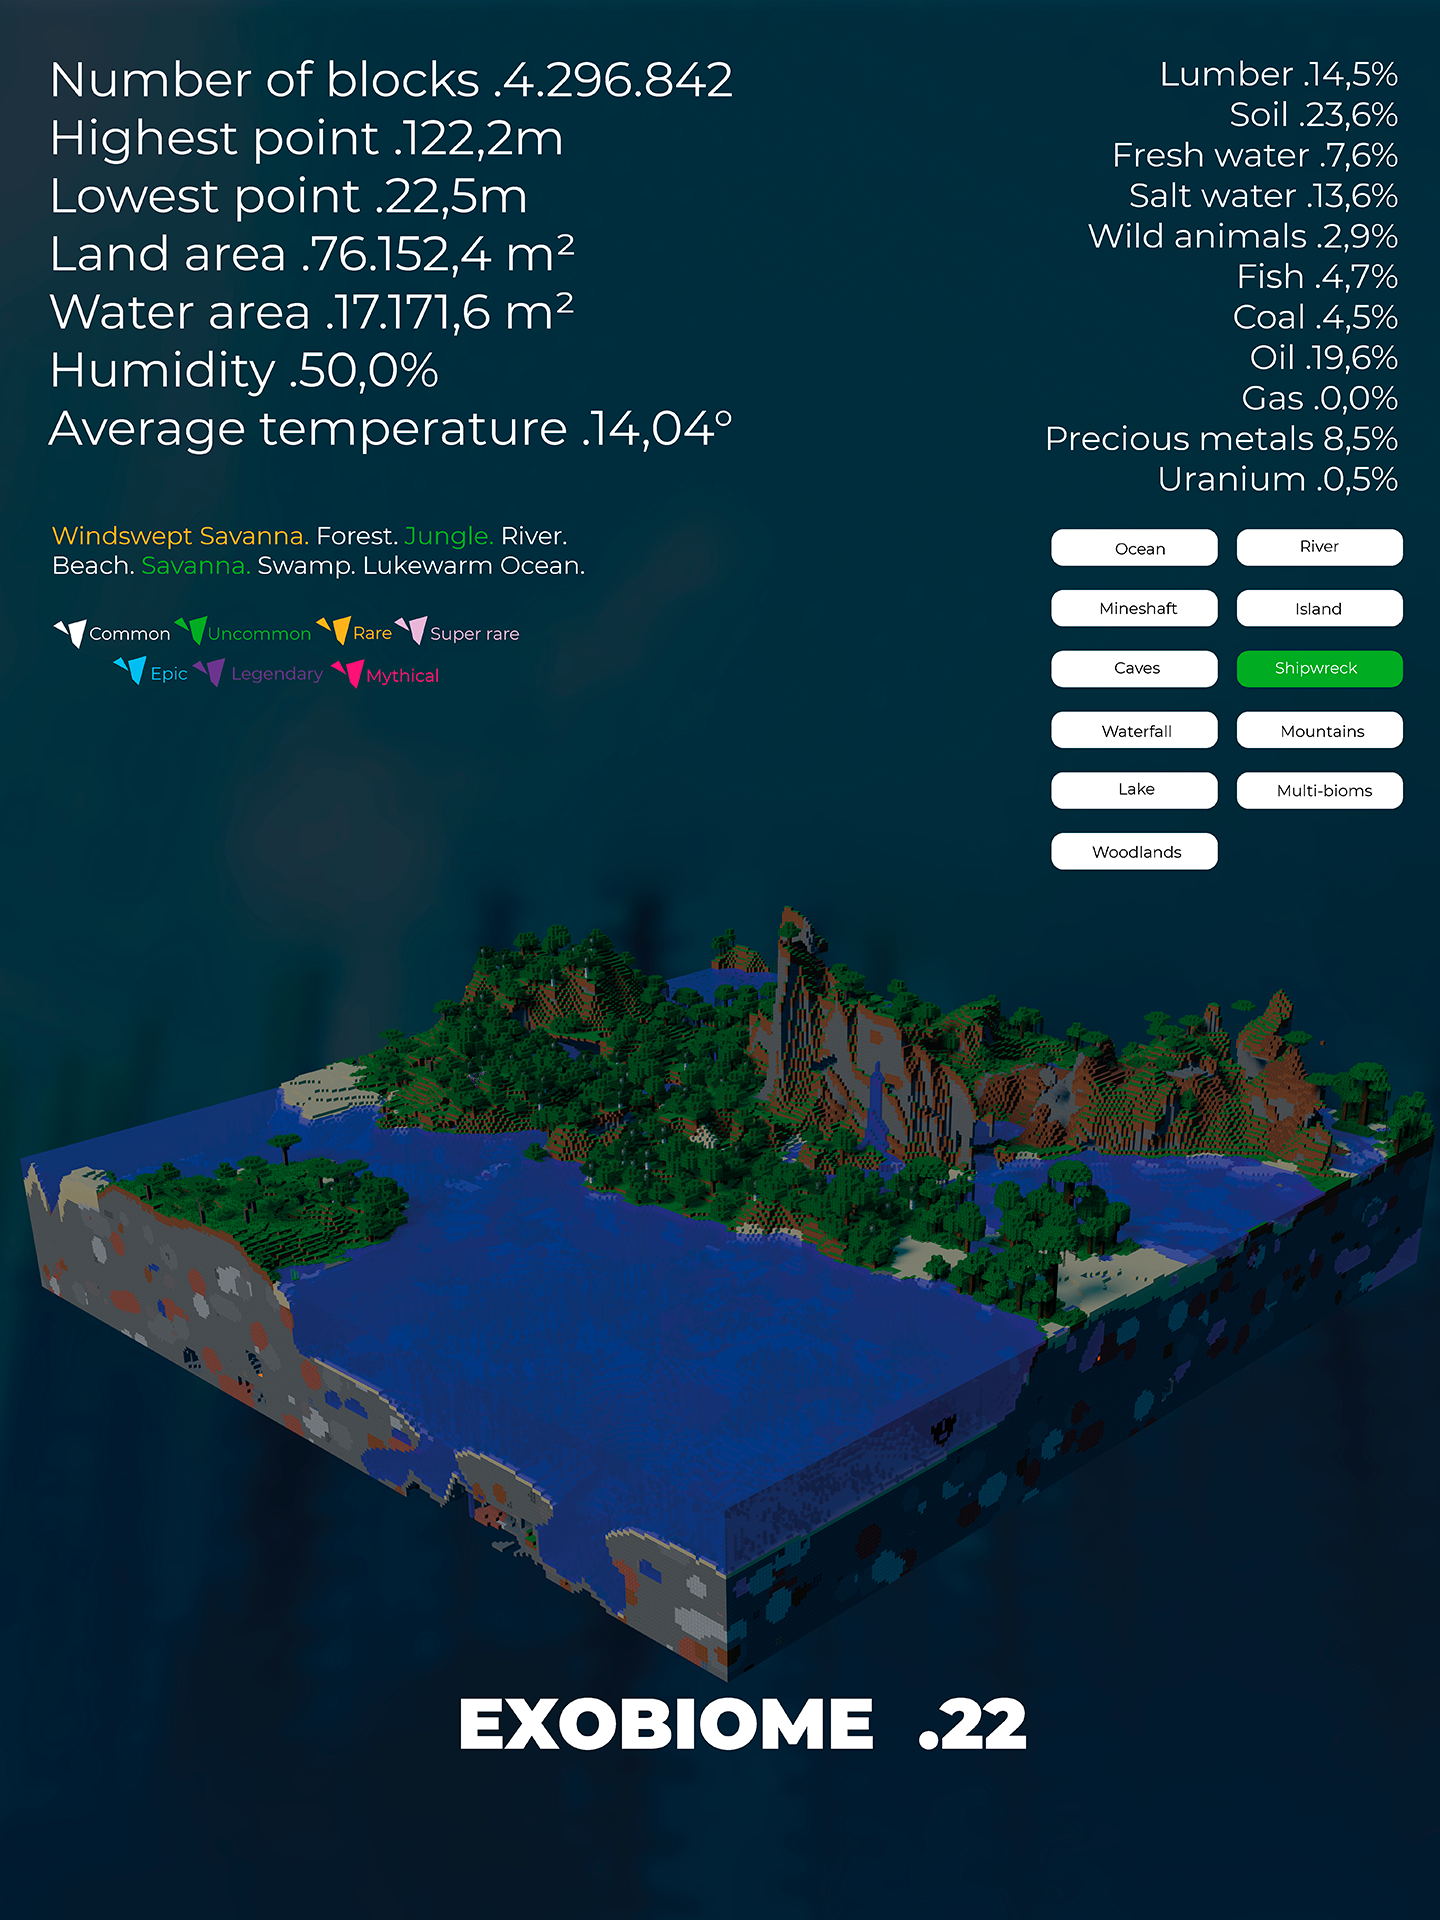 Number of blocks .4.296.842
Highest point .122,2m
Lowest point .22,5m
Land area .76.152,4 m²
Water area .17.171,6 m²
Humidity .50,0%
Average temperature .14,04°
Windswept Savanna. Forest. Jungle. River.
Beach. Savanna. Swamp. Lukewarm Ocean.
Common Uncommon Rare Super rare
Epic Legendary Mythical
Lumber .14,5%
Soil .23,6%
Fresh water .7,6%
Salt water .13,6%
Wild animals .2,9%
Fish .4,7%
Coal .4,5%
Oil .19,6%
Gas .0,0%
Precious metals 8,5%
Uranium .0,5%
Ocean River
Mineshaft Island
Caves Shipwreck
Waterfall Mountains
Lake Multi-bioms
Woodlands
EXOBIOME .22